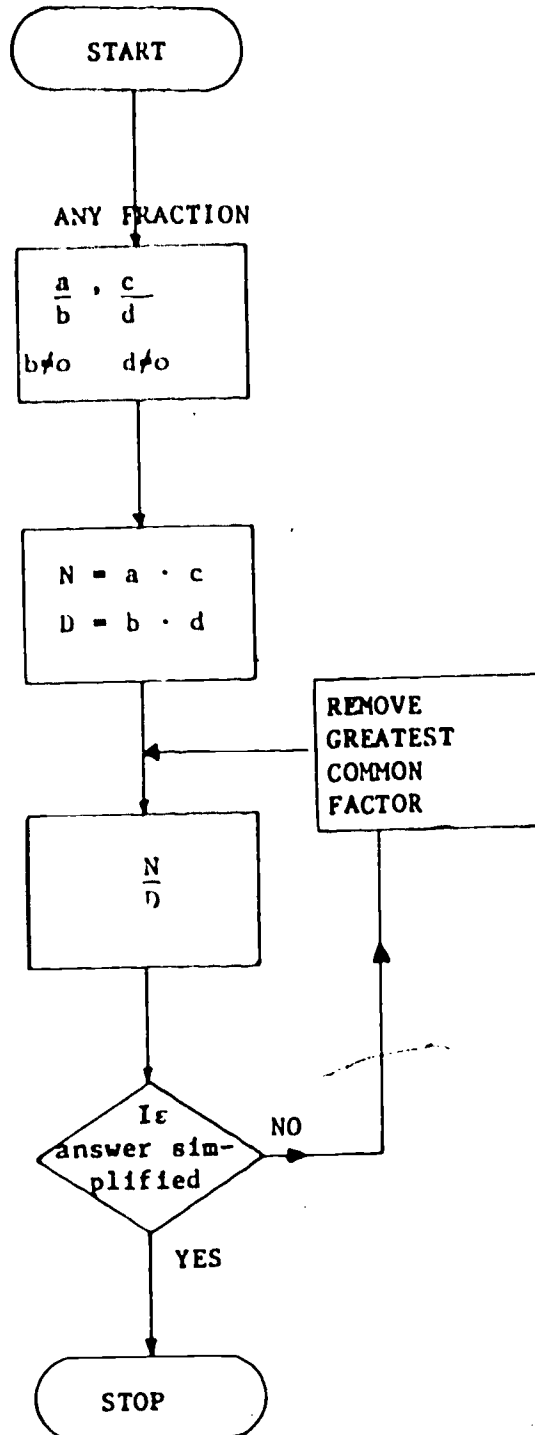 START
ANY FRACTION
a/b , c/d
b≠o d≠o
N = a · c
D = b · d
REMOVE
GREATEST
COMMON
FACTOR
N/D
Is
answer sim-
plified
NO
YES
STOP